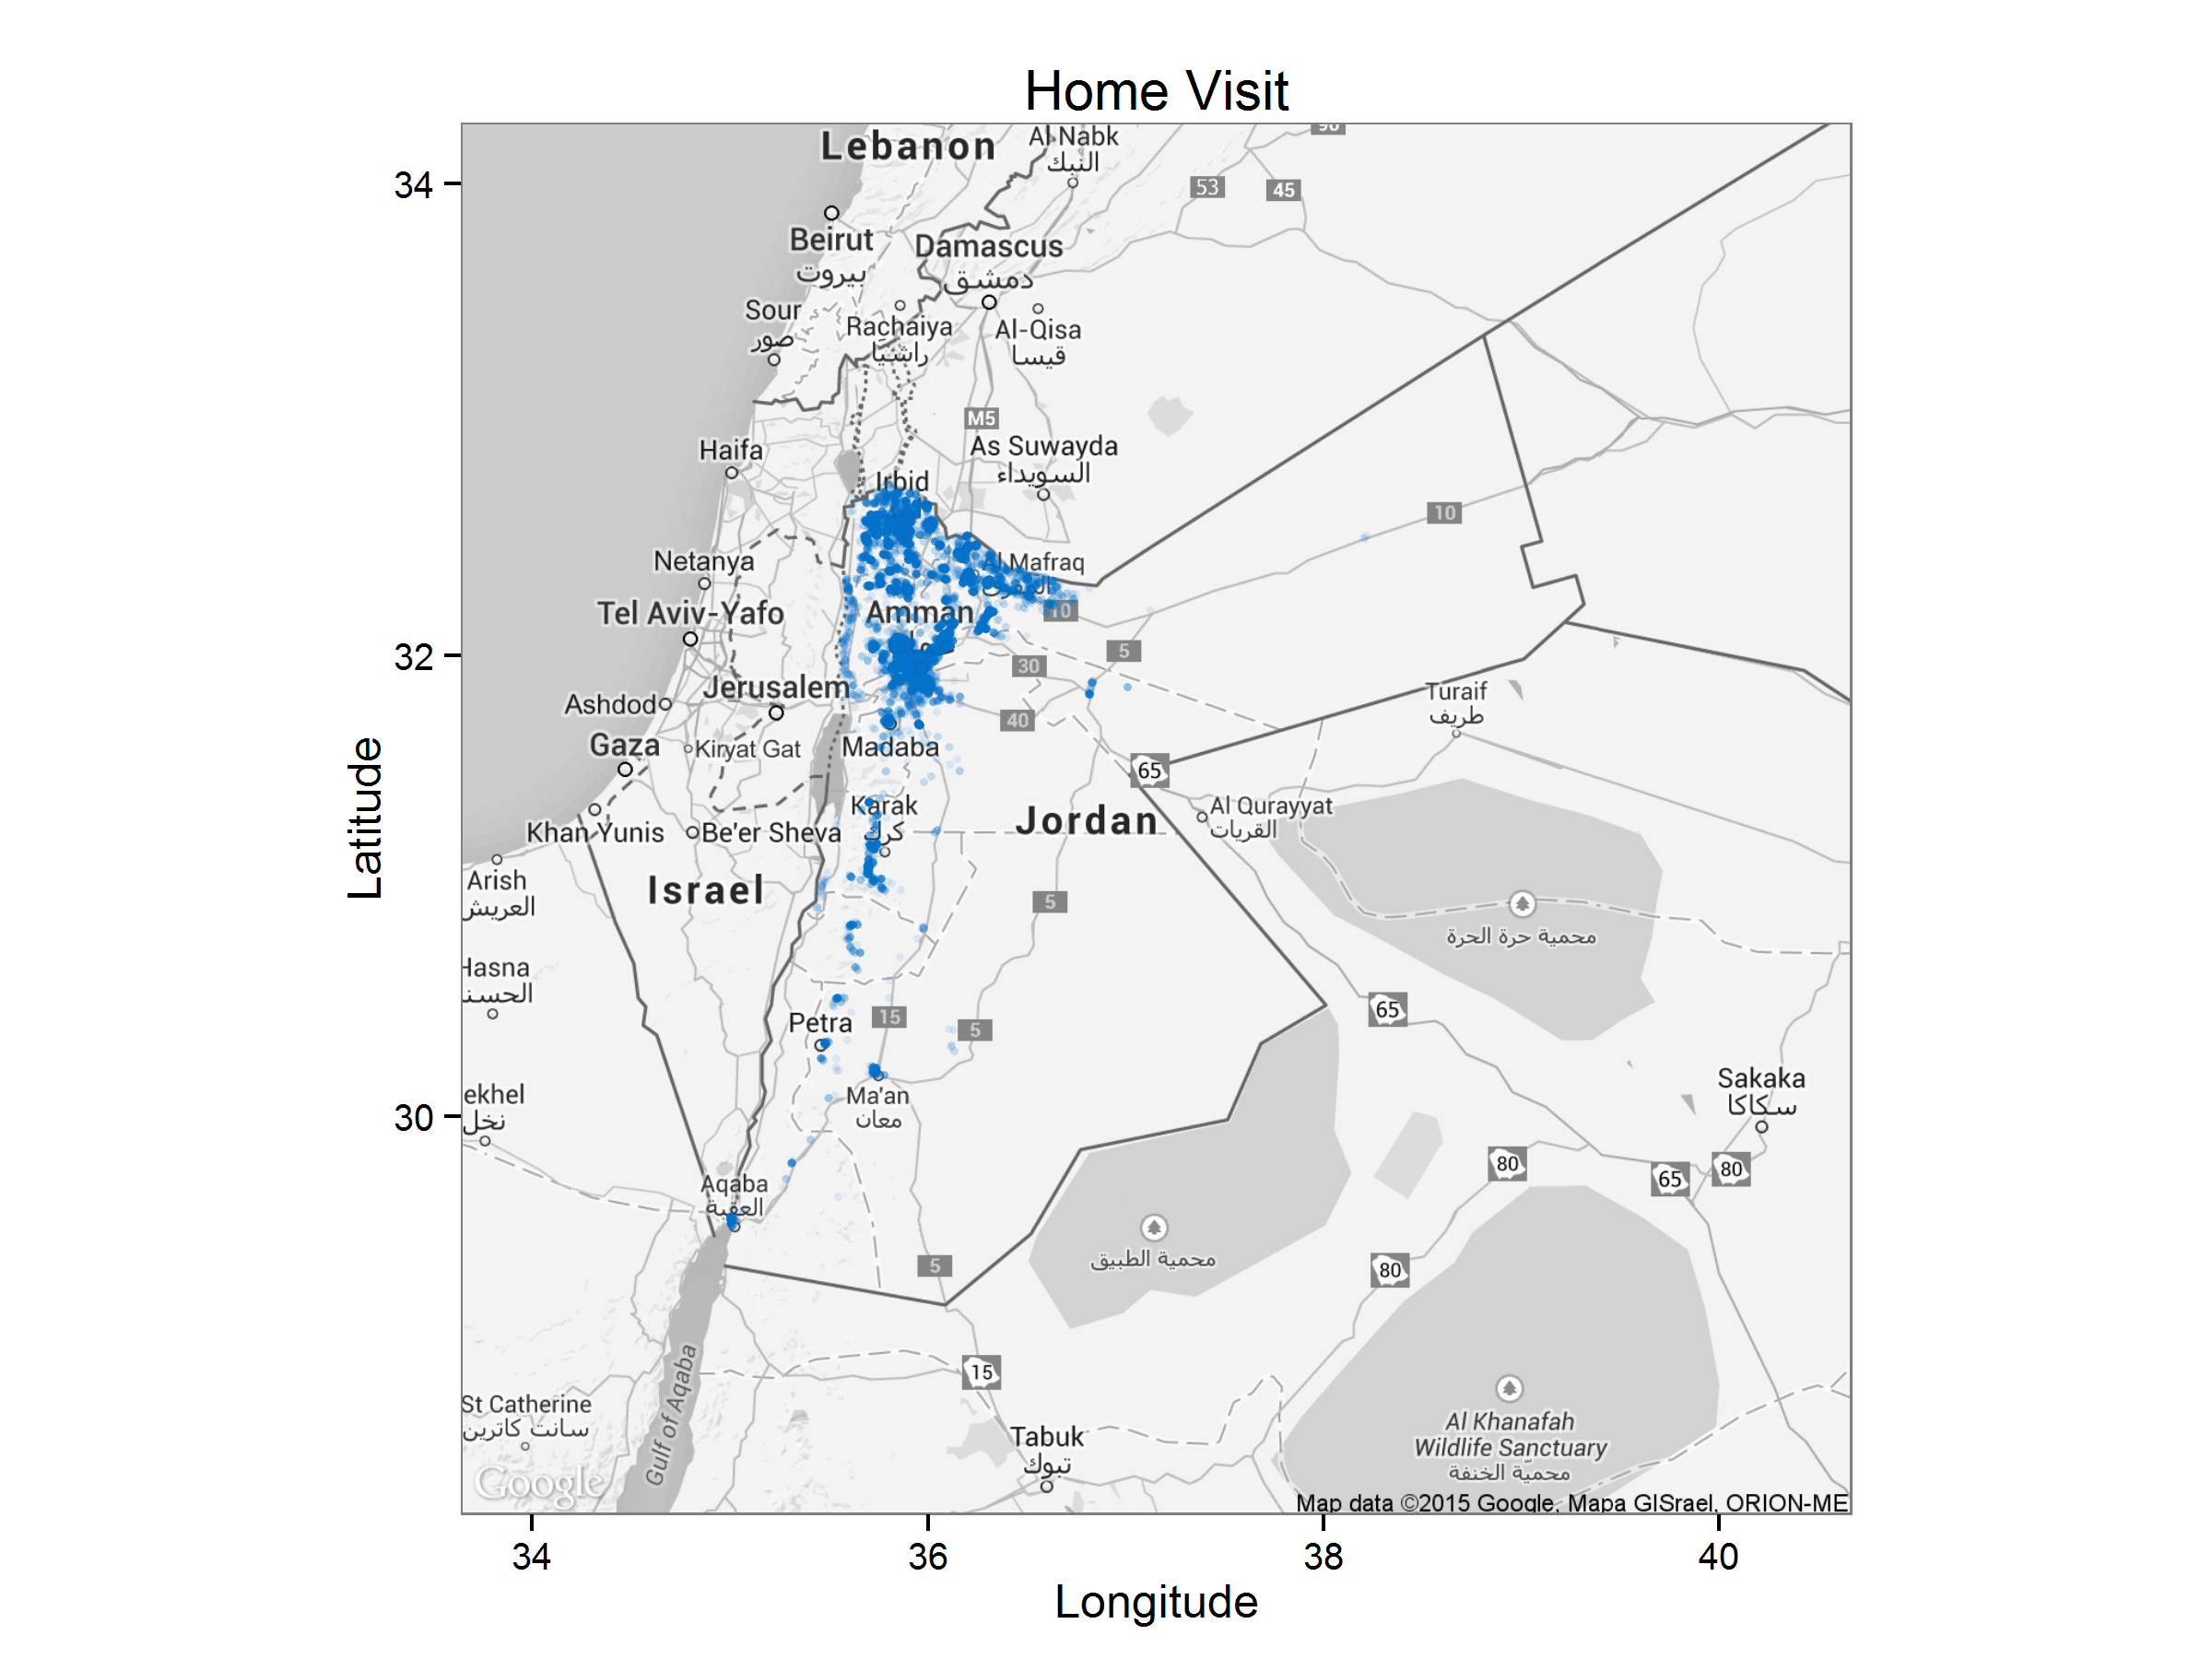 Home Visit
Lebanon
Al Nabk
النبك
34
53
45
Beirut
بيروت
Damascus
دمشق
Sour
صور
Rachaiya
راشيا
Al-Qisa
قيسا
M5
Haifa
As Suwayda
السويداء
Irbid
10
Netanya
Al Mafraq
Tel Aviv-Yafo
Amman
10
32
5
30
Jerusalem
Ashdod
Turaif
طريف
40
Gaza
Kiryat Gat
Madaba
65
Karak
كرك
Jordan
Al Qurayyat
القريات
Khan Yunis
Be'er Sheva
Latitude
Arish
العريش
Israel
5
محمية حرة الحرة
Hasna
الحسنة
65
Petra
15
5
Sakaka
سكاكا
ekhel
نخل
Ma'an
معان
30
80
65
80
Aqaba
العقبة
محمية الطبيق
5
80
Gulf of Aqaba
15
St Catherine
سانت كاترين
Al Khanafah
Wildlife Sanctuary
محميّة الخنفة
Tabuk
تبوك
Google
Map data ©2015 Google, Mapa GISrael, ORION-ME
34
36
38
40
Longitude